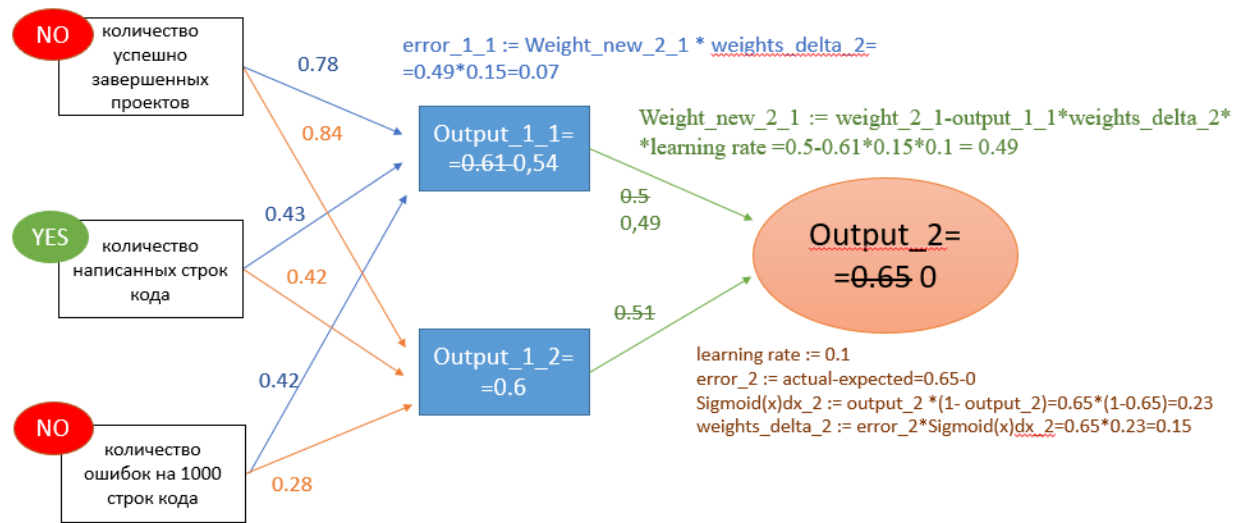 NO
количество
успешно
завершенных
проектов
error_1_1 := Weight_new_2_1 * weights_delta_2=
=0.49*0.15=0.07
0.78
0.84
Output_1_1=
=0.61 0,54
Weight_new_2_1 := weight_2_1-output_1_1*weights_delta_2*
*learning rate =0.5-0.61*0.15*0.1 = 0.49
YES
количество
написанных строк
кода
0.43
0.42
0.5
0,49
Output_2=
=0.65 0
0.51
Output_1_2=
=0.6
0.42
learning rate := 0.1
error_2 := actual-expected=0.65-0
Sigmoid(x)dx_2 := output_2 *(1- output_2)=0.65*(1-0.65)=0.23
weights_delta_2 := error_2*Sigmoid(x)dx_2=0.65*0.23=0.15
NO
количество
ошибок на 1000
строк кода
0.28